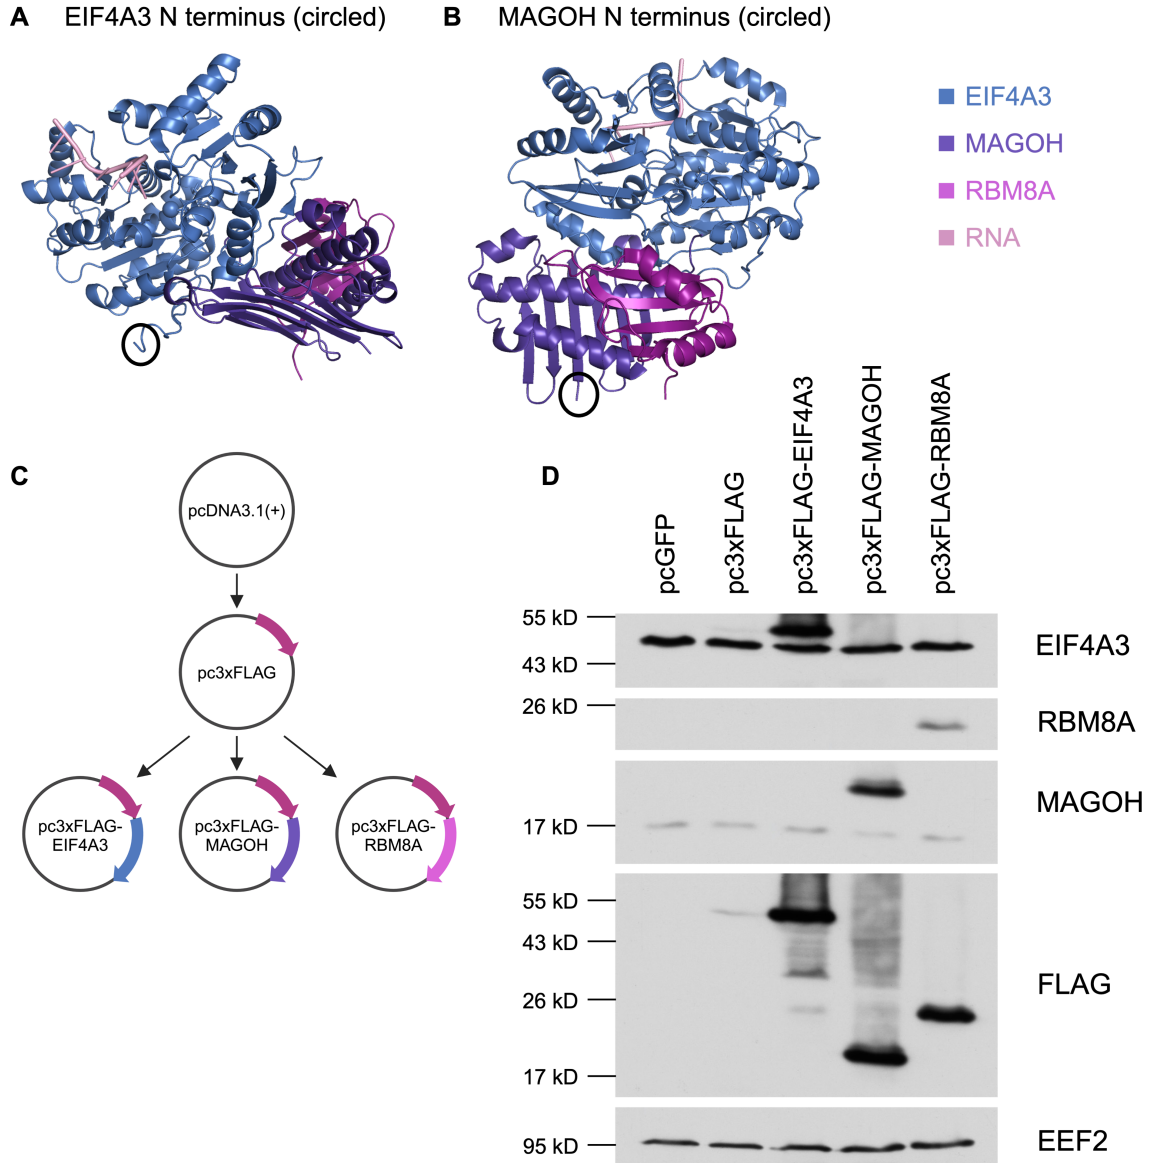 A EIF4A3 N terminus (circled)
B MAGOH N terminus (circled)
EIF4A3
MAGOH
RBM8A
RNA
C
pcDNA3.1(+)
pc3xFLAG
pc3xFLAG-
EIF4A3
pc3xFLAG-
MAGOH
pc3xFLAG-
RBM8A
D
pcGFP
pc3xFLAG
pc3xFLAG-EIF4A3
pc3xFLAG-MAGOH
pc3xFLAG-RBM8A
55 kD
43 kD
EIF4A3
26 kD
RBM8A
17 kD
MAGOH
55 kD
43 kD
26 kD
17 kD
FLAG
95 kD
EEF2